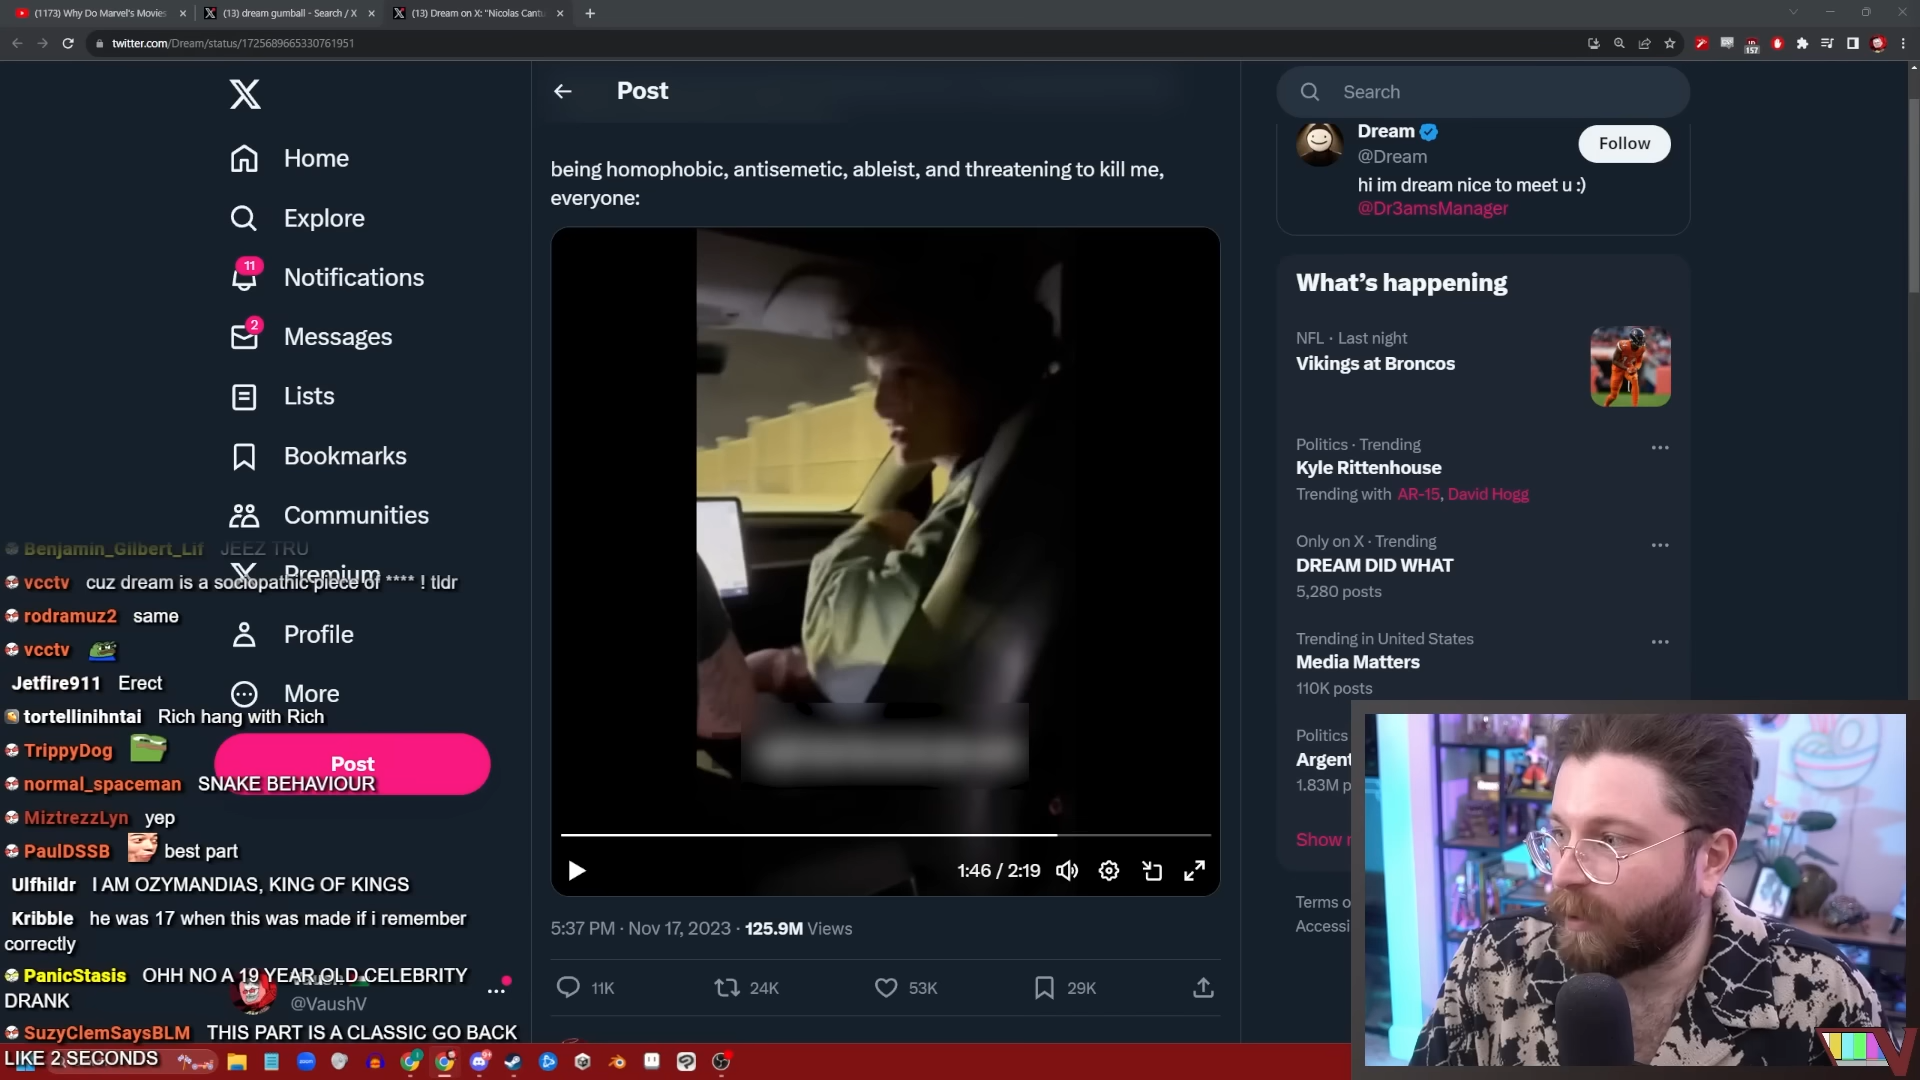 (1173) Why Do Marvel's Movies
(13) dream gumball - Search / X
(13) Dream on X: "Nicolas Cantu
twitter.com/Dream/status/1725689665330761951
157
Post
Search
Home
Explore
11
Notifications
2
Messages
Lists
Bookmarks
Communities
Premium
Profile
More
Post
@VaushV
being homophobic, antisemetic, ableist, and threatening to kill me,
everyone:
1:46 / 2:19
5:37 PM · Nov 17, 2023 · 125.9M Views
11K
24K
53K
29K
Dream
@Dream
Follow
hi im dream nice to meet u :)
@Dr3amsManager
What's happening
NFL · Last night
Vikings at Broncos
Politics · Trending
Kyle Rittenhouse
Trending with AR-15, David Hogg
Only on X · Trending
DREAM DID WHAT
5,280 posts
Trending in United States
Media Matters
110K posts
Politics
Argent
1.83M p
Show
Terms o
Accessi
Benjamin_Gilbert_Lif JEEZ TRU
vcctv cuz dream is a sociopathic piece of **** ! tldr
rodramuz2 same
vcctv
Jetfire911 Erect
tortellinihntai Rich hang with Rich
TrippyDog
normal_spaceman SNAKE BEHAVIOUR
MiztrezzLyn yep
PaulDSSB best part
Ulfhildr I AM OZYMANDIAS, KING OF KINGS
Kribble he was 17 when this was made if i remember
correctly
PanicStasis OHH NO A 19 YEAR OLD CELEBRITY
DRANK
SuzyClemSaysBLM THIS PART IS A CLASSIC GO BACK
LIKE 2 SECONDS